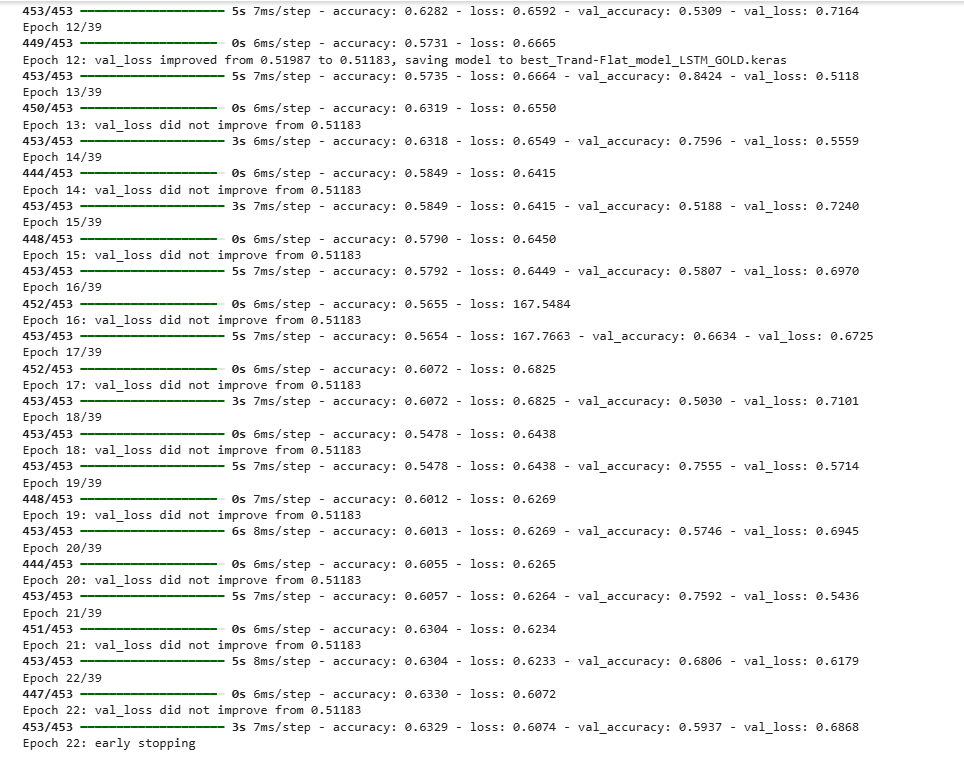 453/453 ━━━━━━━━━━━━━━━━━━━━ 5s 7ms/step - accuracy: 0.6282 - loss: 0.6592 - val_accuracy: 0.5309 - val_loss: 0.7164
Epoch 12/39
449/453 ━━━━━━━━━━━━━━━━━━━ 0s 6ms/step - accuracy: 0.5731 - loss: 0.6665
Epoch 12: val_loss improved from 0.51987 to 0.51183, saving model to best_Trand-Flat_model_LSTM_GOLD.keras
453/453 ━━━━━━━━━━━━━━━━━━━━ 5s 7ms/step - accuracy: 0.5735 - loss: 0.6664 - val_accuracy: 0.8424 - val_loss: 0.5118
Epoch 13/39
450/453 ━━━━━━━━━━━━━━━━━━━ 0s 6ms/step - accuracy: 0.6319 - loss: 0.6550
Epoch 13: val_loss did not improve from 0.51183
453/453 ━━━━━━━━━━━━━━━━━━━━ 3s 6ms/step - accuracy: 0.6318 - loss: 0.6549 - val_accuracy: 0.7596 - val_loss: 0.5559
Epoch 14/39
444/453 ━━━━━━━━━━━━━━━━━━━ 0s 6ms/step - accuracy: 0.5849 - loss: 0.6415
Epoch 14: val_loss did not improve from 0.51183
453/453 ━━━━━━━━━━━━━━━━━━━━ 3s 7ms/step - accuracy: 0.5849 - loss: 0.6415 - val_accuracy: 0.5188 - val_loss: 0.7240
Epoch 15/39
448/453 ━━━━━━━━━━━━━━━━━━━ 0s 6ms/step - accuracy: 0.5790 - loss: 0.6450
Epoch 15: val_loss did not improve from 0.51183
453/453 ━━━━━━━━━━━━━━━━━━━━ 5s 7ms/step - accuracy: 0.5792 - loss: 0.6449 - val_accuracy: 0.5807 - val_loss: 0.6970
Epoch 16/39
452/453 ━━━━━━━━━━━━━━━━━━━ 0s 6ms/step - accuracy: 0.5655 - loss: 167.5484
Epoch 16: val_loss did not improve from 0.51183
453/453 ━━━━━━━━━━━━━━━━━━━━ 5s 7ms/step - accuracy: 0.5654 - loss: 167.7663 - val_accuracy: 0.6634 - val_loss: 0.6725
Epoch 17/39
452/453 ━━━━━━━━━━━━━━━━━━━ 0s 6ms/step - accuracy: 0.6072 - loss: 0.6825
Epoch 17: val_loss did not improve from 0.51183
453/453 ━━━━━━━━━━━━━━━━━━━━ 3s 7ms/step - accuracy: 0.6072 - loss: 0.6825 - val_accuracy: 0.5030 - val_loss: 0.7101
Epoch 18/39
453/453 ━━━━━━━━━━━━━━━━━━━━ 0s 6ms/step - accuracy: 0.5478 - loss: 0.6438
Epoch 18: val_loss did not improve from 0.51183
453/453 ━━━━━━━━━━━━━━━━━━━━ 5s 7ms/step - accuracy: 0.5478 - loss: 0.6438 - val_accuracy: 0.7555 - val_loss: 0.5714
Epoch 19/39
448/453 ━━━━━━━━━━━━━━━━━━━ 0s 7ms/step - accuracy: 0.6012 - loss: 0.6269
Epoch 19: val_loss did not improve from 0.51183
453/453 ━━━━━━━━━━━━━━━━━━━━ 6s 8ms/step - accuracy: 0.6013 - loss: 0.6269 - val_accuracy: 0.5746 - val_loss: 0.6945
Epoch 20/39
444/453 ━━━━━━━━━━━━━━━━━━━ 0s 6ms/step - accuracy: 0.6055 - loss: 0.6265
Epoch 20: val_loss did not improve from 0.51183
453/453 ━━━━━━━━━━━━━━━━━━━━ 5s 7ms/step - accuracy: 0.6057 - loss: 0.6264 - val_accuracy: 0.7592 - val_loss: 0.5436
Epoch 21/39
451/453 ━━━━━━━━━━━━━━━━━━━ 0s 6ms/step - accuracy: 0.6304 - loss: 0.6234
Epoch 21: val_loss did not improve from 0.51183
453/453 ━━━━━━━━━━━━━━━━━━━━ 5s 8ms/step - accuracy: 0.6304 - loss: 0.6233 - val_accuracy: 0.6806 - val_loss: 0.6179
Epoch 22/39
447/453 ━━━━━━━━━━━━━━━━━━━ 0s 6ms/step - accuracy: 0.6330 - loss: 0.6072
Epoch 22: val_loss did not improve from 0.51183
453/453 ━━━━━━━━━━━━━━━━━━━━ 3s 7ms/step - accuracy: 0.6329 - loss: 0.6074 - val_accuracy: 0.5937 - val_loss: 0.6868
Epoch 22: early stopping